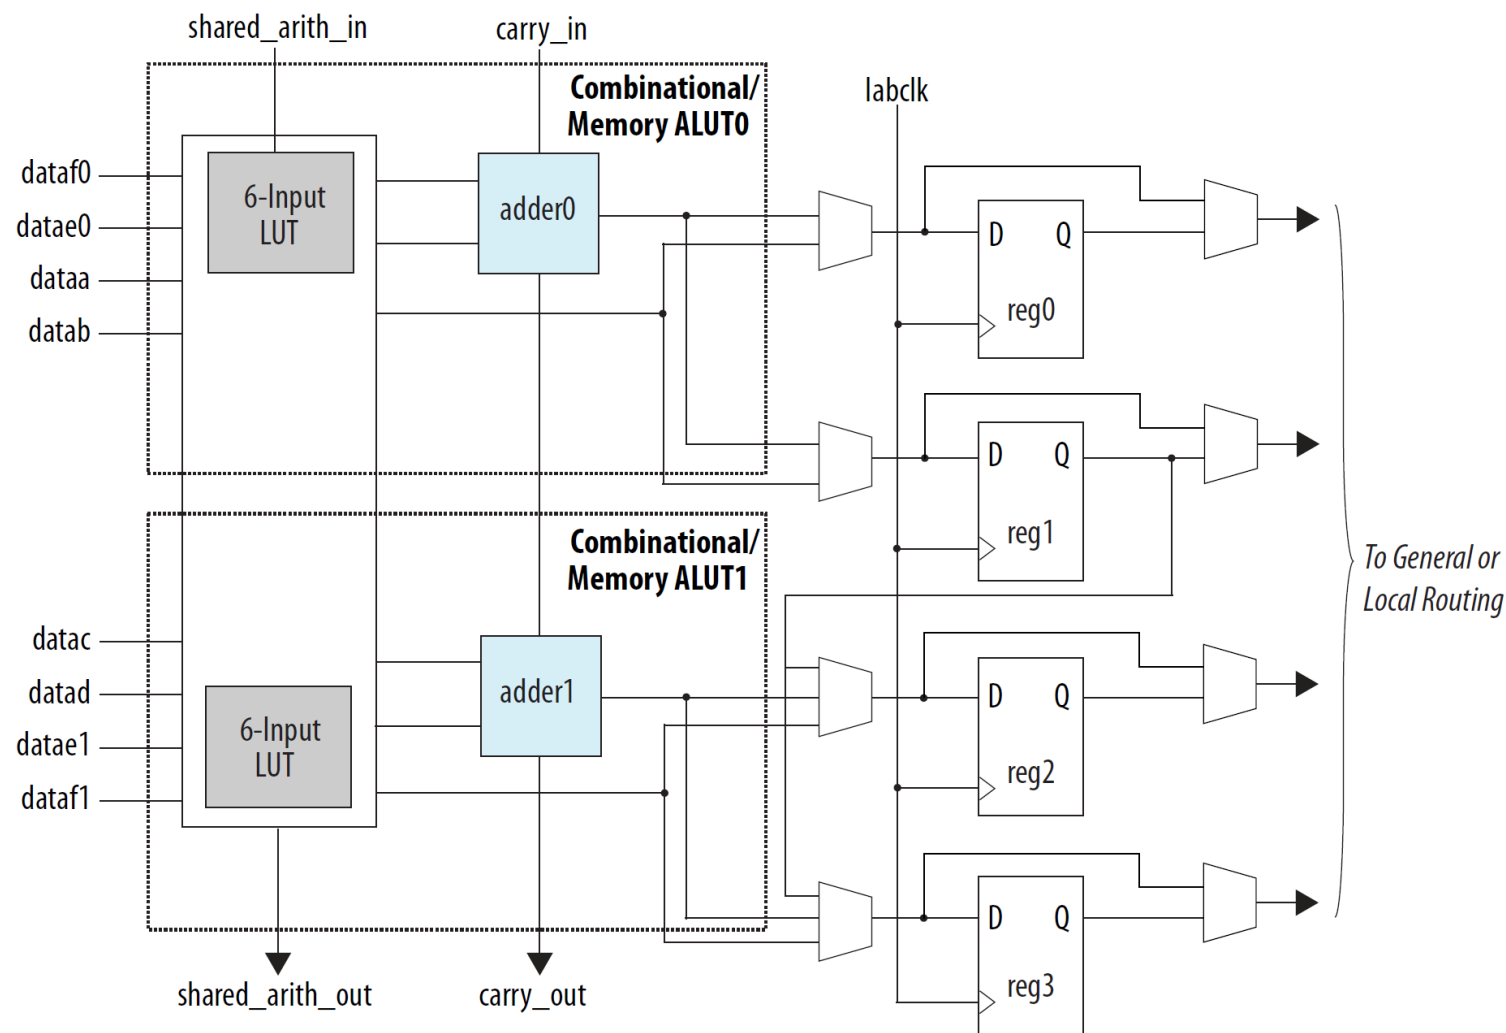 shared_arith_in
carry_in
Combinational/
Memory ALUT0
labclk
dataf0
datae0
dataa
datab
6-Input
LUT
adder0
D
Q
reg0
D
Q
reg1
Combinational/
Memory ALUT1
To General or
Local Routing
datac
datad
datae1
dataf1
6-Input
LUT
adder1
D
Q
reg2
D
Q
reg3
shared_arith_out
carry_out